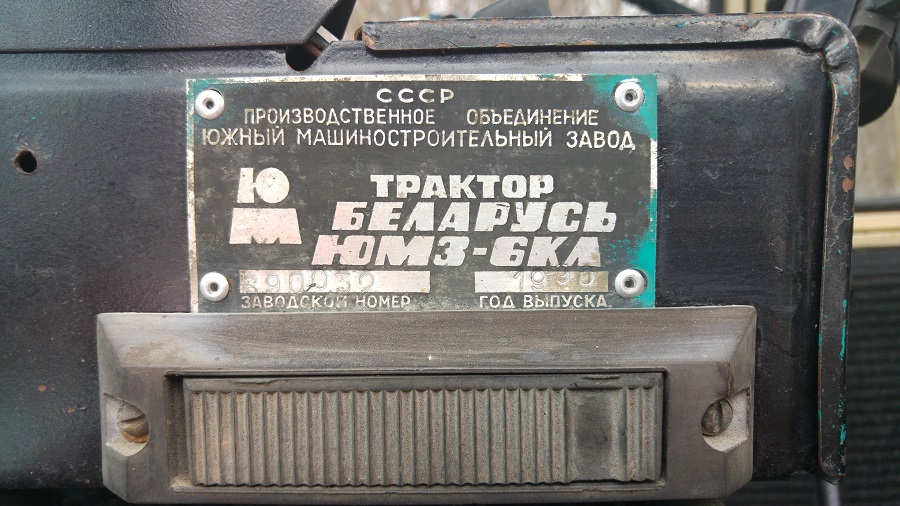 СССР
ПРОИЗВОДСТВЕННОЕ ОБЪЕДИНЕНИЕ
ЮЖНЫЙ МАШИНОСТРОИТЕЛЬНЫЙ ЗАВОД
ЮМ
ТРАКТОР
БЕЛАРУСЬ
ЮМЗ-6КЛ
ЗАВОДСКОЙ НОМЕР ГОД ВЫПУСКА